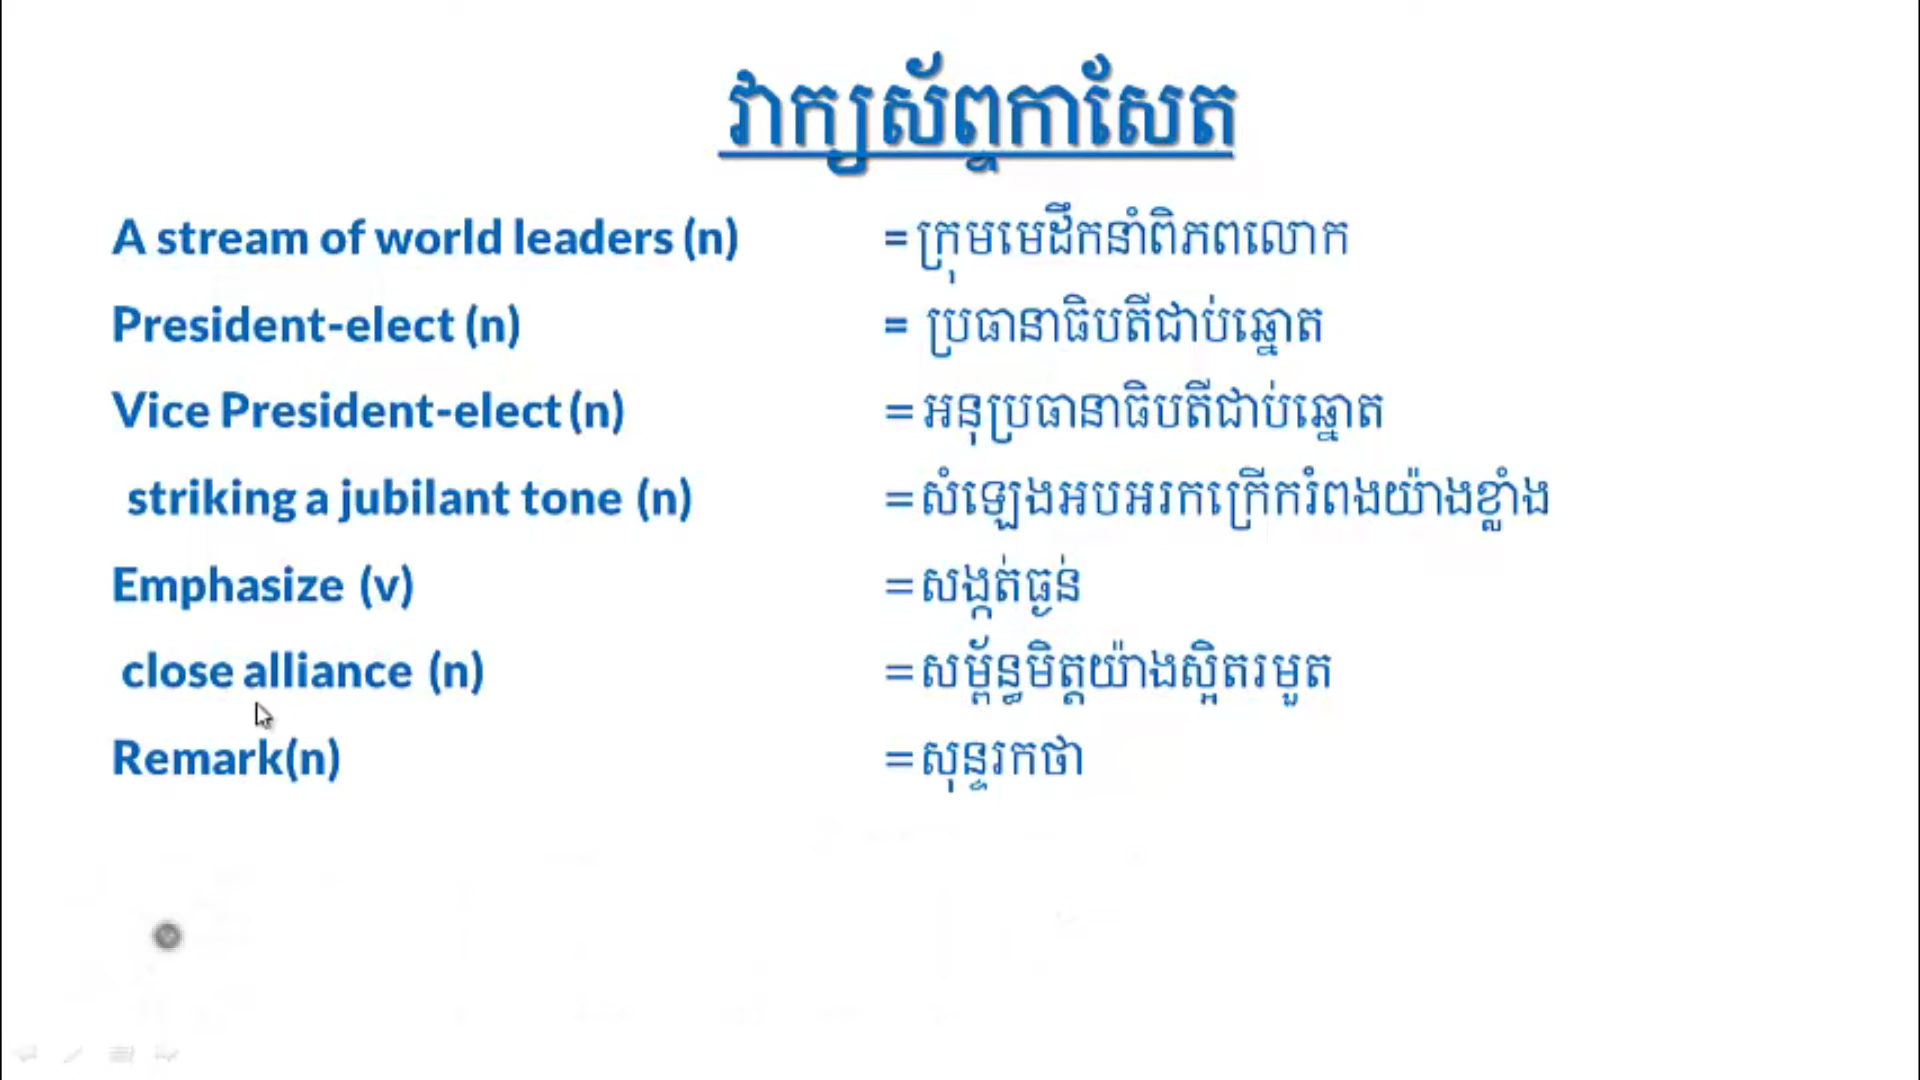 វាក្យស័ព្ទកាសែត
A stream of world leaders (n) = ក្រុមមេដឹកនាំពិភពលោក
President-elect (n) = ប្រធានាធិបតីជាប់ឆ្នោត
Vice President-elect (n) = អនុប្រធានាធិបតីជាប់ឆ្នោត
striking a jubilant tone (n) = សំឡេងអបអរកក្រើករំពងយ៉ាងខ្លាំង
Emphasize (v) = សង្កត់ធ្ងន់
close alliance (n) = សម្ព័ន្ធមិត្តយ៉ាងស្អិតរមួត
Remark(n) = សុន្ទរកថា